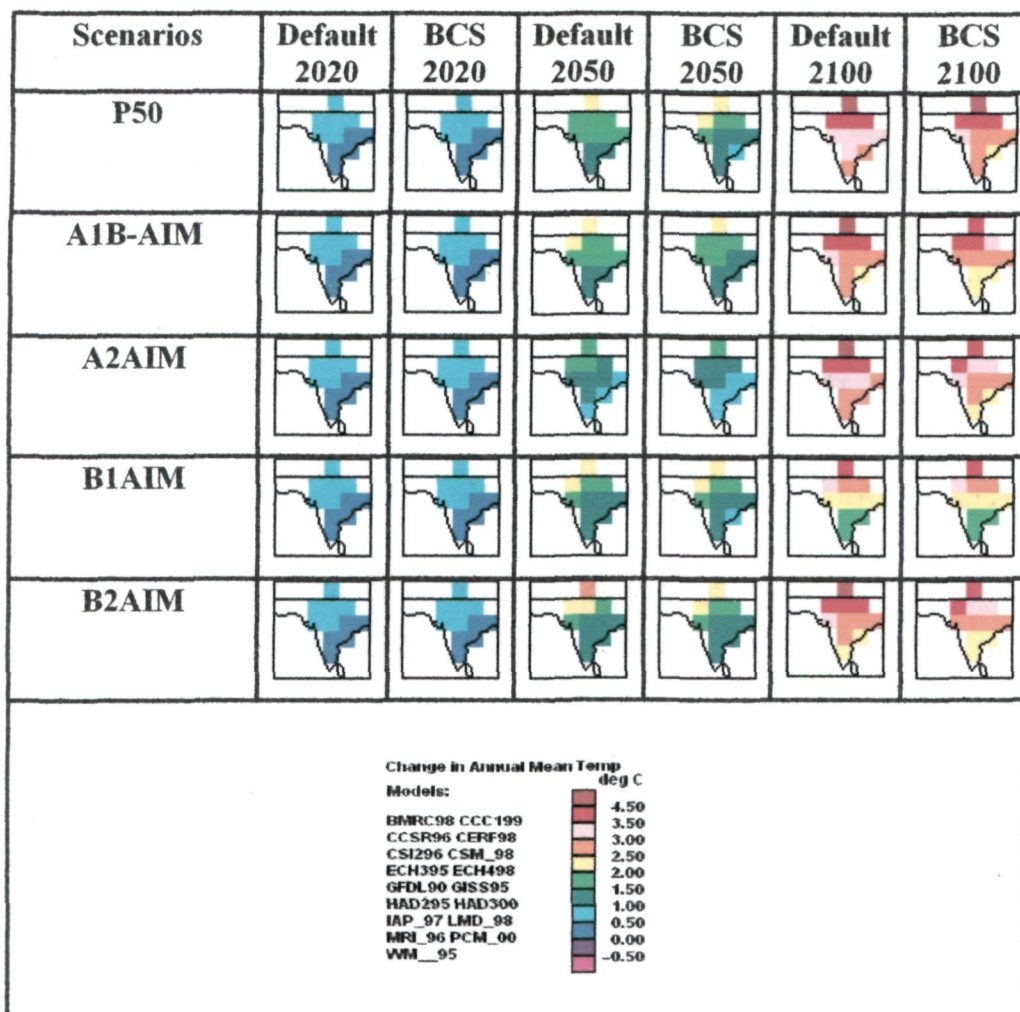 Scenarios Default BCS Default BCS Default BCS
2020 2020 2050 2050 2100 2100
P50
A1B-AIM
A2AIM
B1AIM
B2AIM
Change in Annual Mean Temp
deg C
Models:
BMRC98 CCC199
CCSR96 CERF98
CSI296 CSM_98
ECH395 ECH498
GFDL90 GISS95
HAD295 HAD300
IAP_97 LMD_98
MRI_96 PCM_00
WM__95
4.50
3.50
3.00
2.50
2.00
1.50
1.00
0.50
0.00
-0.50